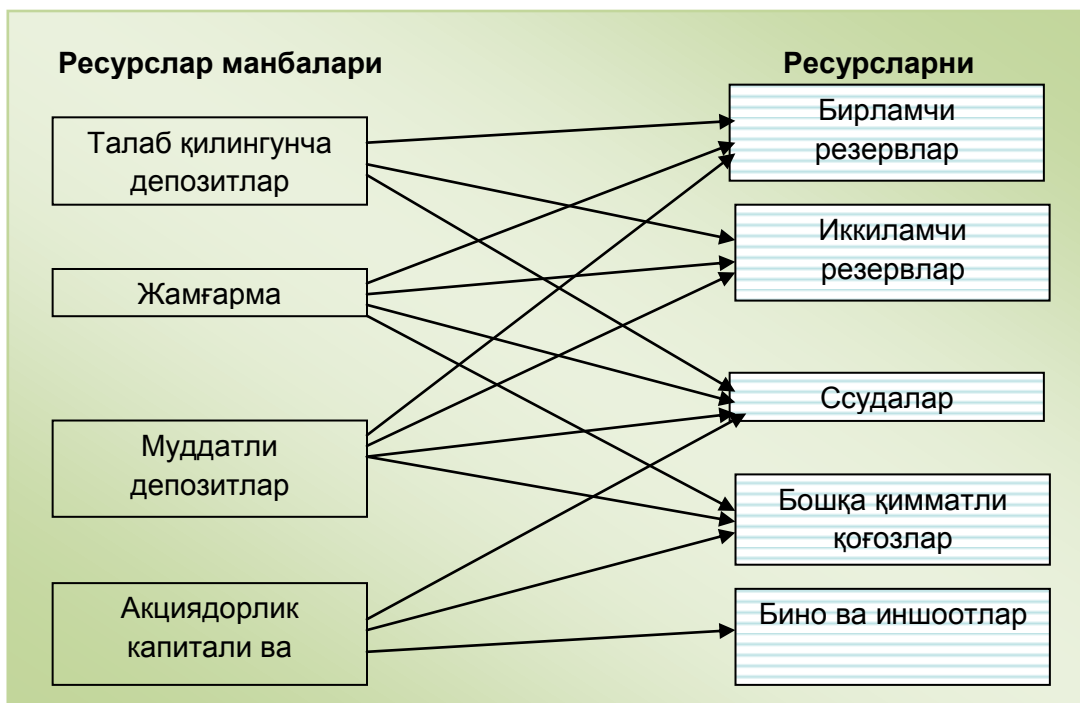 Ресурслар манбалари
Ресурсларни
Талаб қилингунча
депозитлар
Жамғарма
Муддатли
депозитлар
Акциядорлик
капитали ва
Бирламчи
резервлар
Иккиламчи
резервлар
Ссудалар
Бошқа қимматли
қоғозлар
Бино ва иншоотлар